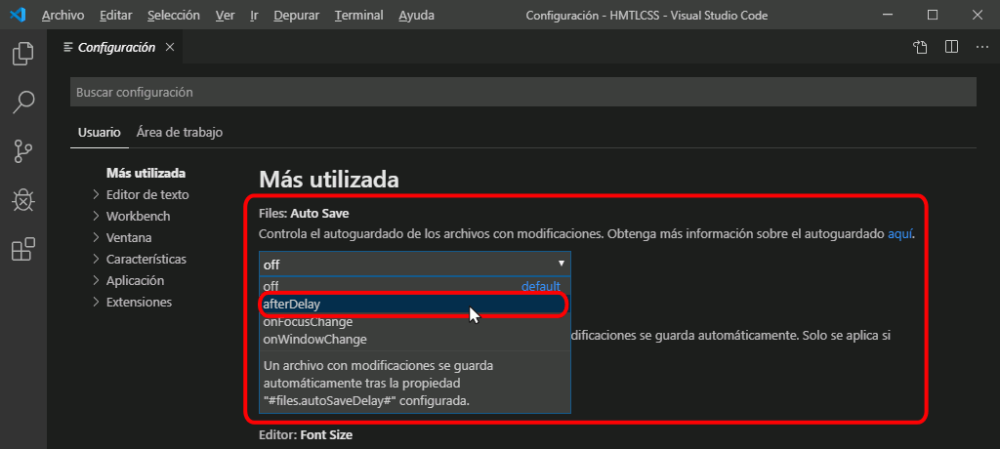 Archivo Editar Selección Ver Ir Depurar Terminal Ayuda Configuración - HMTLCSS - Visual Studio Code
Configuración
Buscar configuración
Usuario Área de trabajo
Más utilizada
Editor de texto
Workbench
Ventana
Características
Aplicación
Extensiones
Más utilizada
Files: Auto Save
Controla el autoguardado de los archivos con modificaciones. Obtenga más información sobre el autoguardado aquí.
off
off default
afterDelay
onFocusChange
onWindowChange
dificaciones se guarda automáticamente. Solo se aplica si
Un archivo con modificaciones se guarda
automáticamente tras la propiedad
"#files.autoSaveDelay#" configurada.
Editor: Font Size